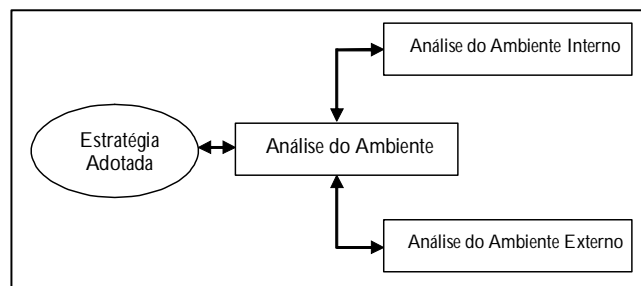 Análise do Ambiente Interno
Estratégia
Adotada
Análise do Ambiente
Análise do Ambiente Externo